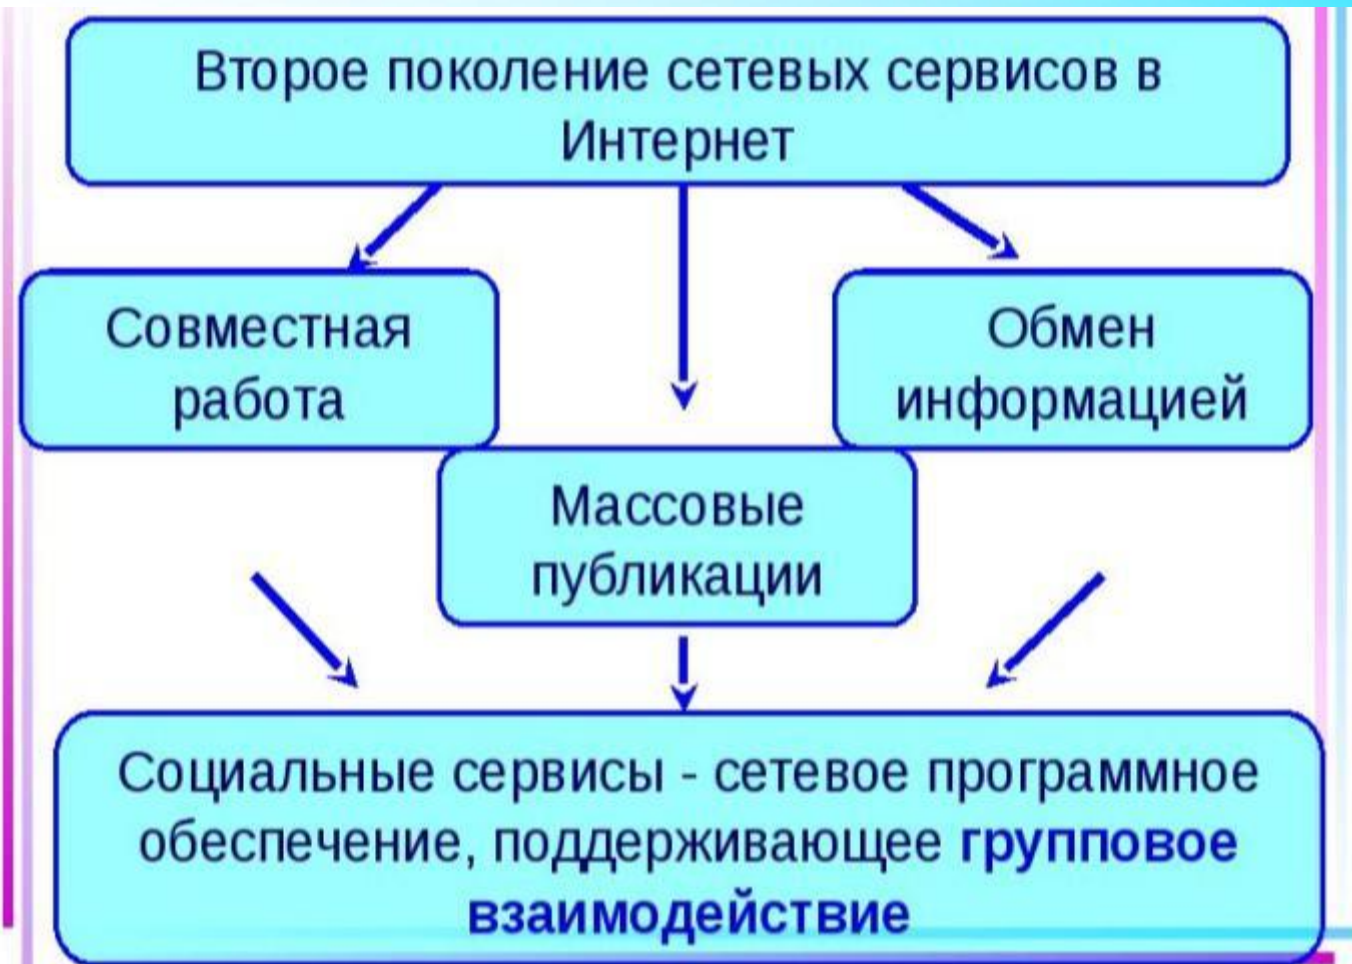 Второе поколение сетевых сервисов в
Интернет
Совместная
работа
Обмен
информацией
Массовые
публикации
Социальные сервисы - сетевое программное
обеспечение, поддерживающее групповое
взаимодействие